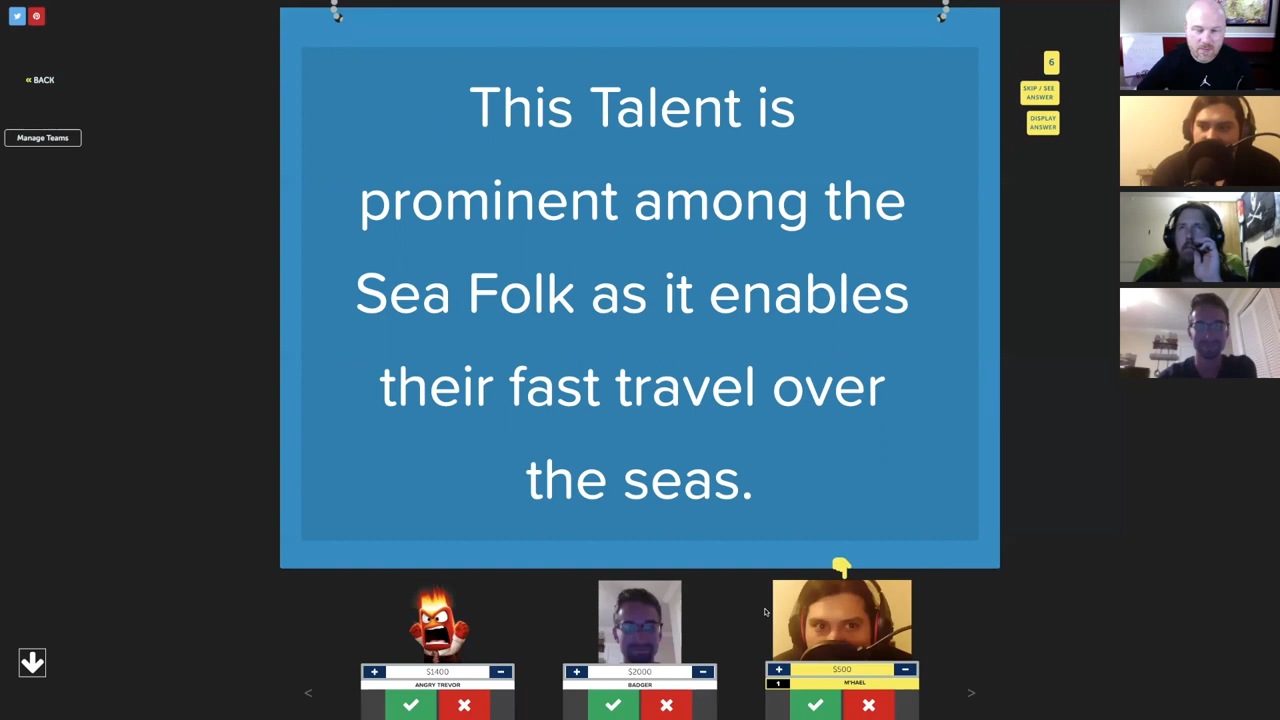 « BACK
Manage Teams
This Talent is
prominent among the
Sea Folk as it enables
their fast travel over
the seas.
6
SKIP / SEE
ANSWER
DISPLAY
ANSWER
+ $1400 −
ANGRY TREVOR
+ $2000 −
BADGER
+ $500 −
1 M'HAEL